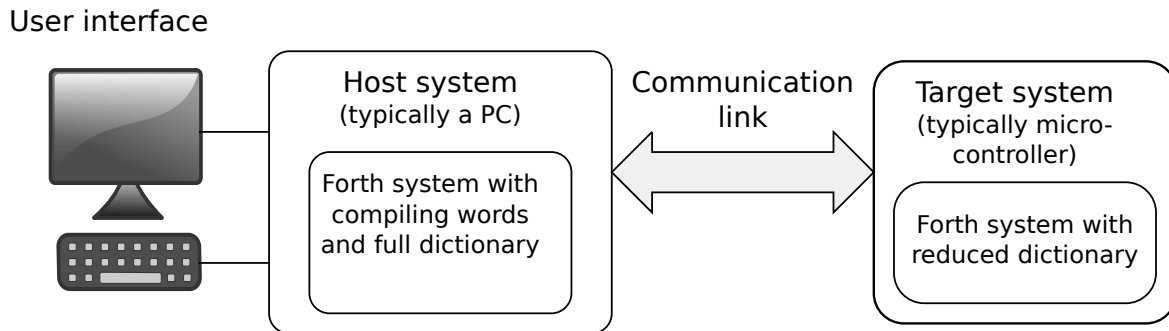 User interface
Host system
(typically a PC)
Forth system with
compiling words
and full dictionary
Communication
link
Target system
(typically micro-
controller)
Forth system with
reduced dictionary